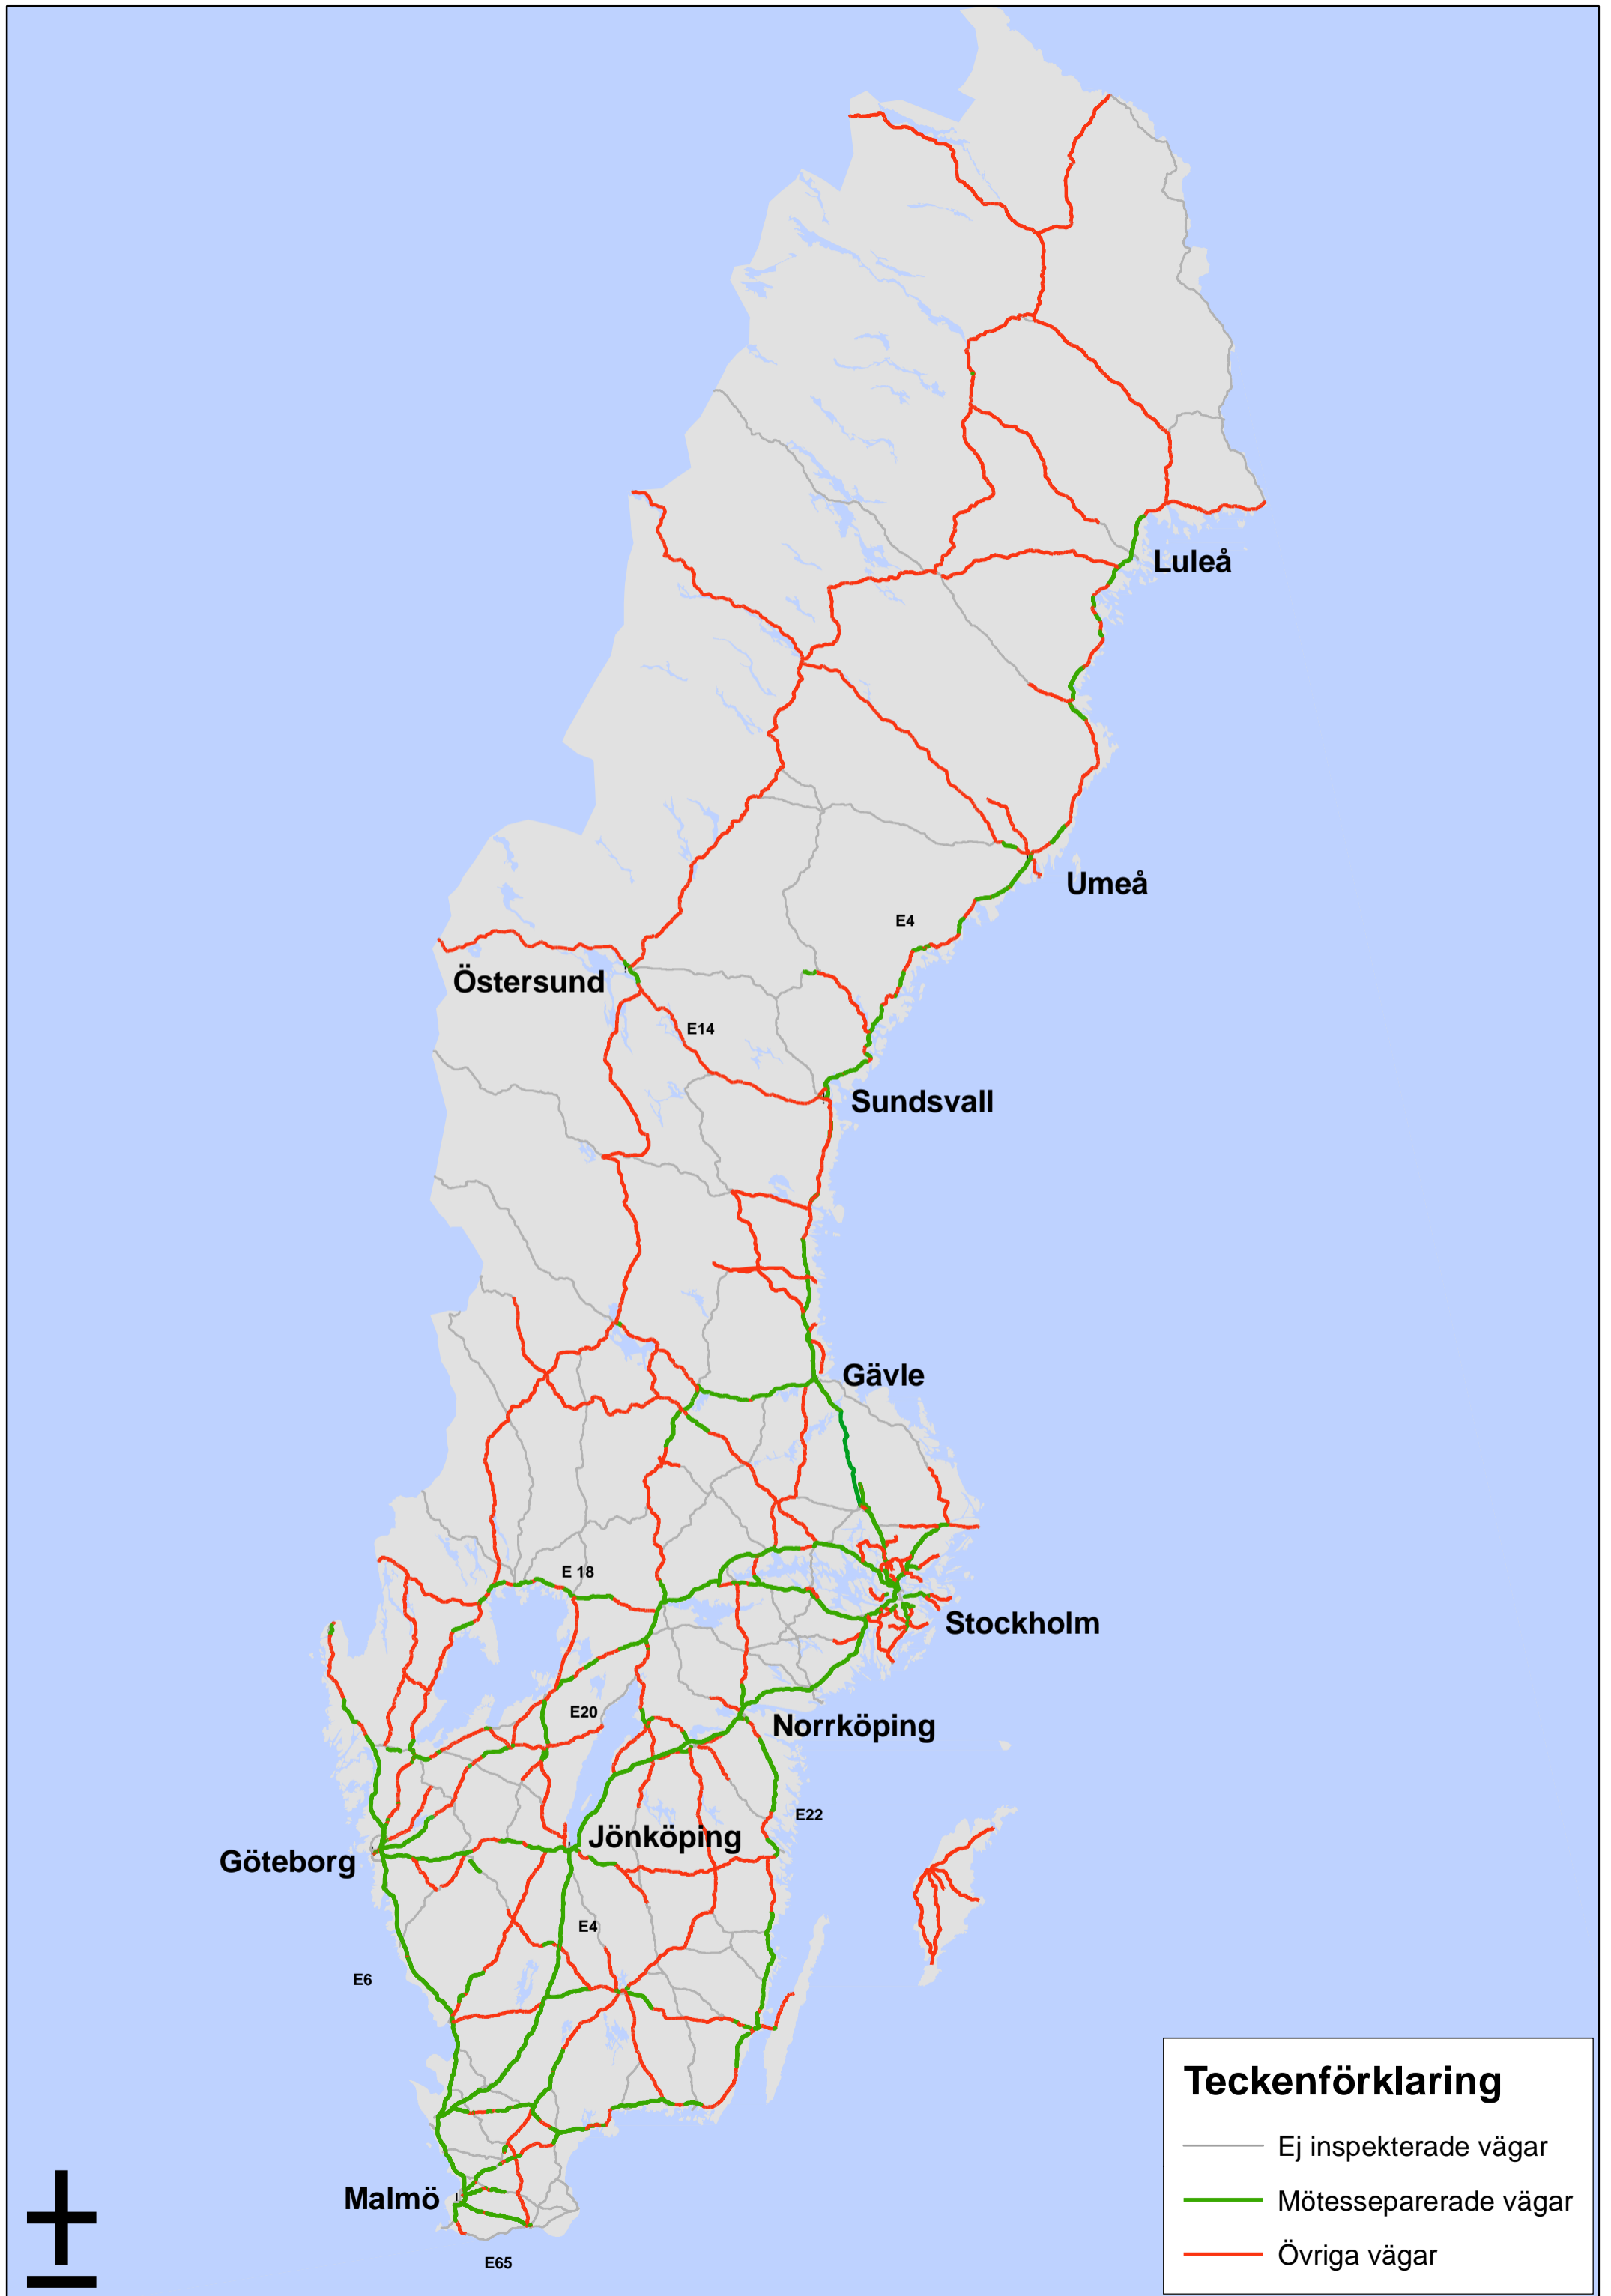 Luleå
Umeå
E4
Östersund
E14
Sundsvall
Gävle
E 18
Stockholm
E20
Norrköping
E22
Jönköping
Göteborg
E4
E6
Malmö
E65
Teckenförklaring
Ej inspekterade vägar
Mötesseparerade vägar
Övriga vägar